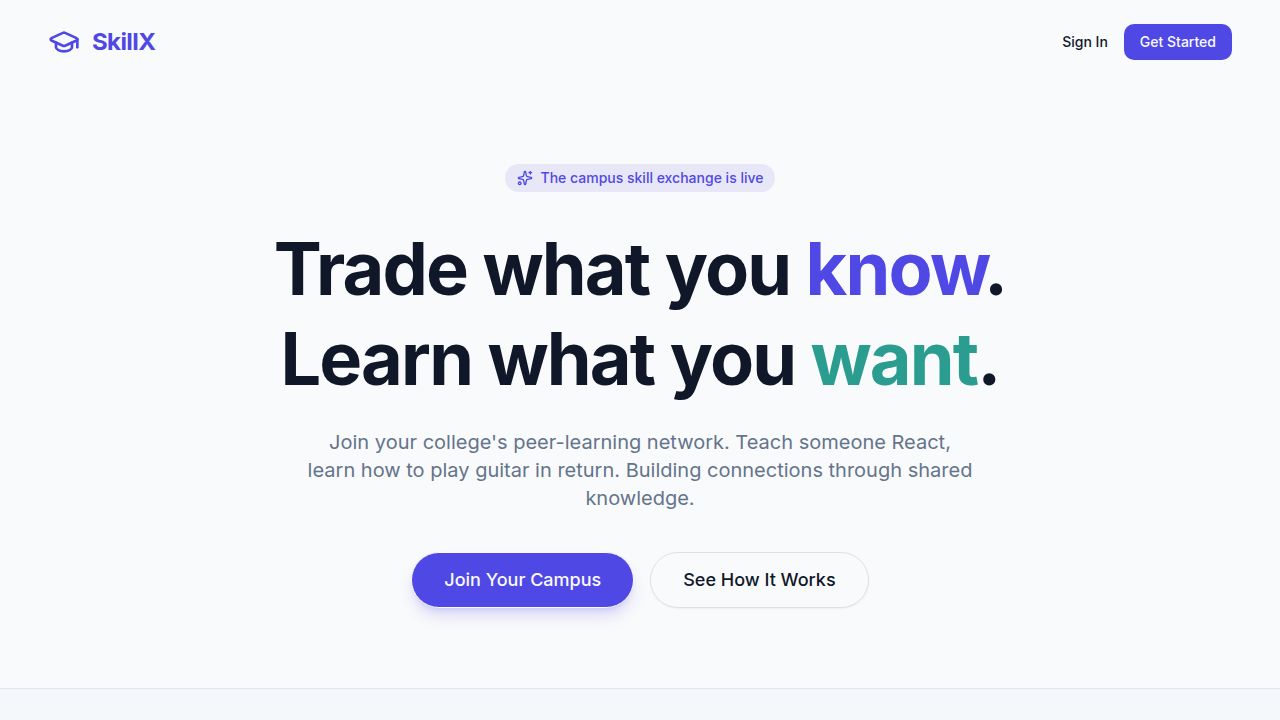 SkillX
Sign In
Get Started
The campus skill exchange is live
Trade what you know.
Learn what you want.
Join your college's peer-learning network. Teach someone React,
learn how to play guitar in return. Building connections through shared
knowledge.
Join Your Campus
See How It Works